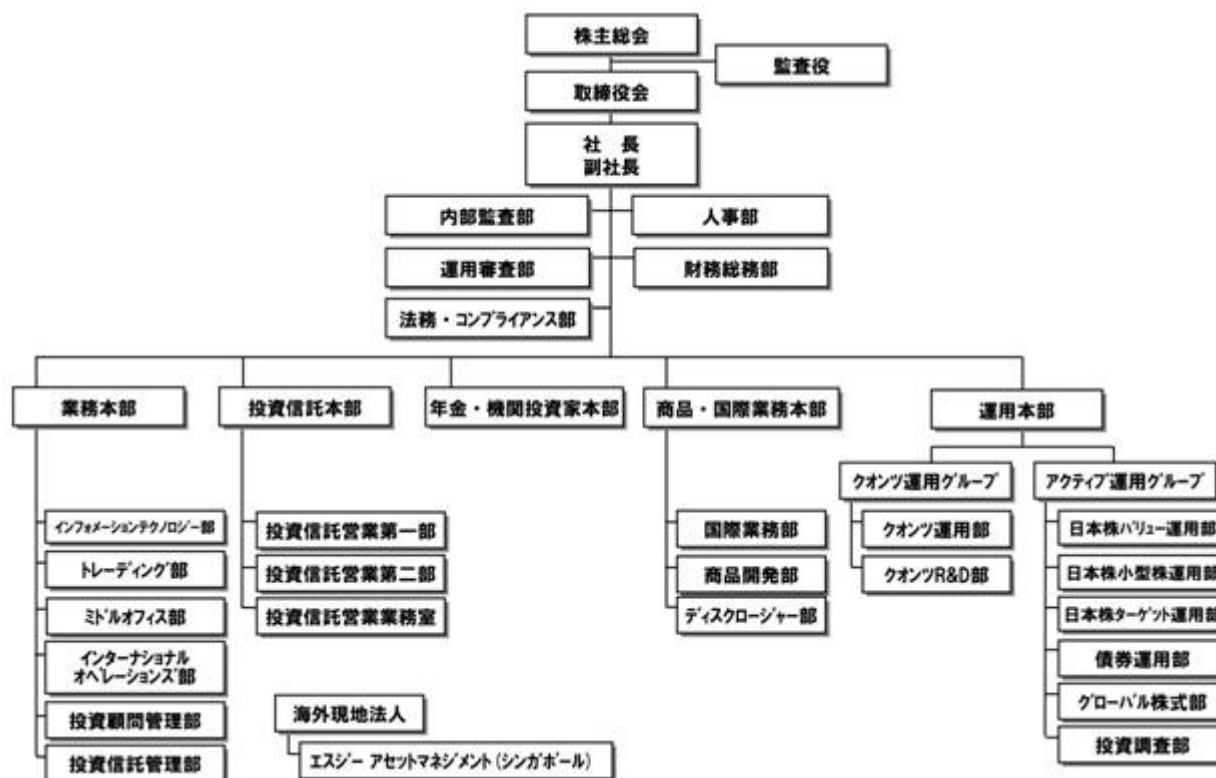 株主総会
監査役
取締役会
社　長
副社長
内部監査部
人事部
運用審査部
財務総務部
法務・コンプライアンス部
業務本部
投資信託本部
年金・機関投資家本部
商品・国際業務本部
運用本部
クオンツ運用グループ
アクティブ運用グループ
インフォメーションテクノロジー部
トレーディング部
ミドルオフィス部
インターナショナル
オペレーションズ部
投資顧問管理部
投資信託管理部
投資信託営業第一部
投資信託営業第二部
投資信託営業業務室
国際業務部
商品開発部
ディスクロージャー部
クオンツ運用部
クオンツR&D部
日本株バリュー運用部
日本株小型株運用部
日本株ターゲット運用部
債券運用部
グローバル株式部
投資調査部
海外現地法人
エスジー アセットマネジメント(シンガポール)